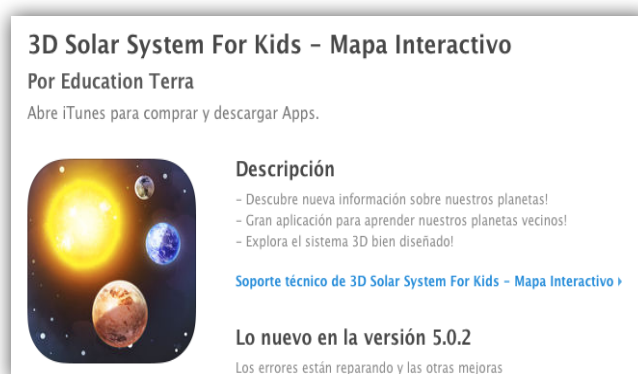 3D Solar System For Kids – Mapa Interactivo
Por Education Terra
Abre iTunes para comprar y descargar Apps.
Descripción
– Descubre nueva información sobre nuestros planetas!
– Gran aplicación para aprender nuestros planetas vecinos!
– Explora el sistema 3D bien diseñado!
Soporte técnico de 3D Solar System For Kids – Mapa Interactivo
Lo nuevo en la versión 5.0.2
Los errores están reparando y las otras mejoras